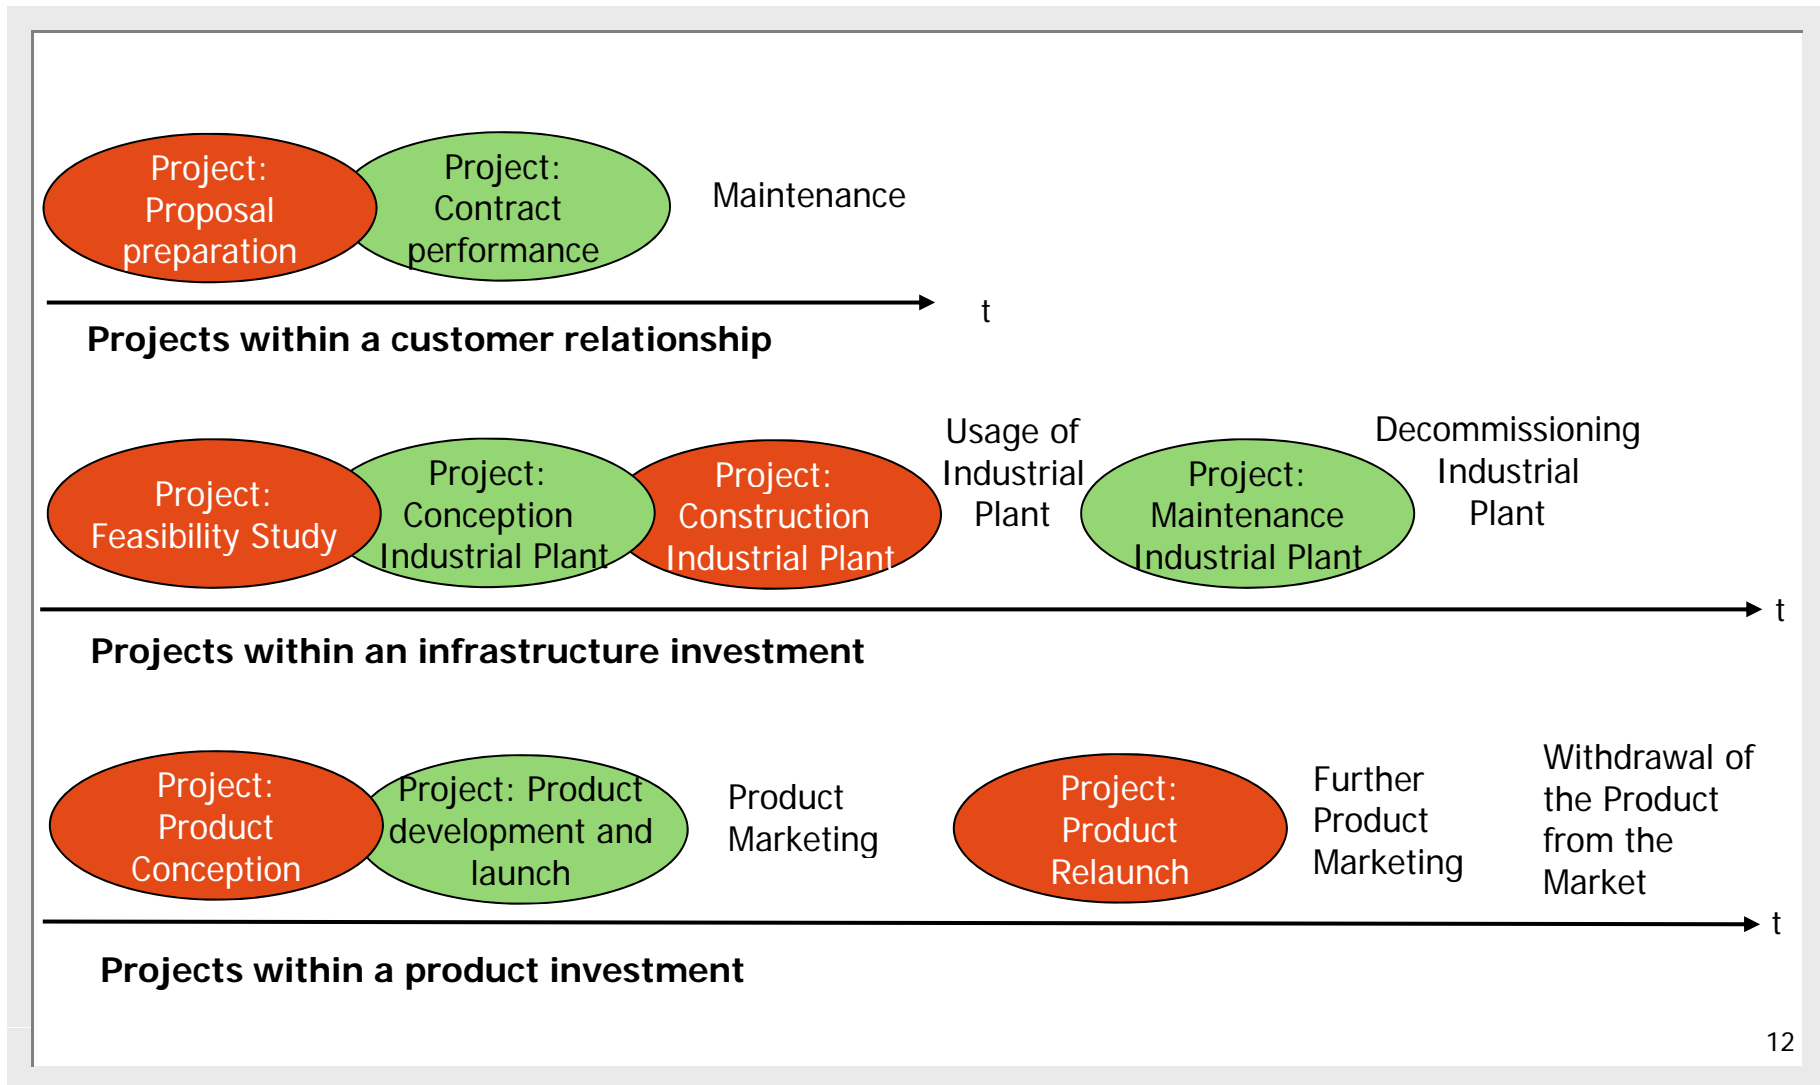 Project:
Proposal
preparation
Project:
Contract
performance
Maintenance
t
Projects within a customer relationship
Project:
Feasibility Study
Project:
Conception
Industrial Plant
Project:
Construction
Industrial Plant
Usage of
Industrial
Plant
Project:
Maintenance
Industrial Plant
Decommissioning
Industrial
Plant
t
Projects within an infrastructure investment
Project:
Product
Conception
Project: Product
development and
launch
Product
Marketing
Project:
Product
Relaunch
Further
Product
Marketing
Withdrawal of
the Product
from the
Market
t
Projects within a product investment
12